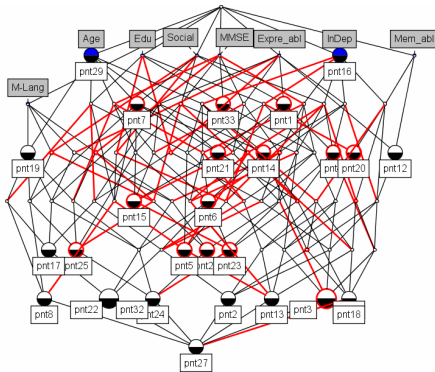 Age
Edu
Social
MMSE
Expre_abl
InDep
Mem_abl
M-Lang
pnt29
pnt16
pnt7
pnt33
pnt1
pnt19
pnt21
pnt14
pnt20
pnt12
pnt15
pnt6
pnt17
pnt25
pnt5
pnt23
pnt8
pnt22
pnt32
pnt24
pnt2
pnt13
pnt3
pnt18
pnt27